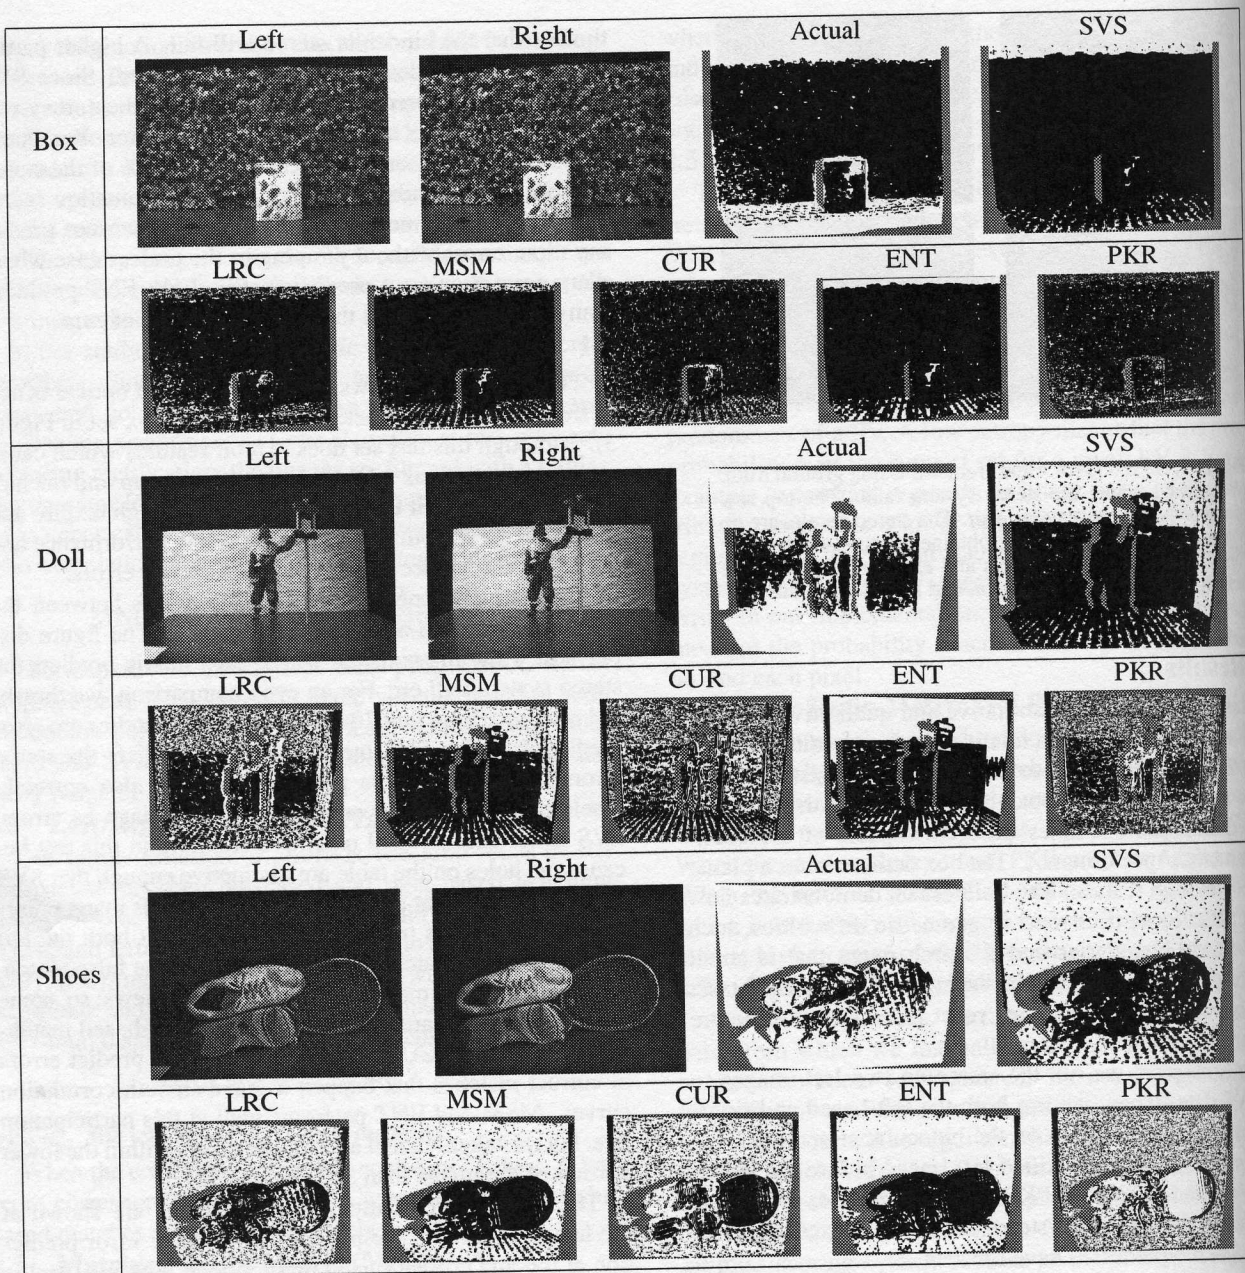 Left Right Actual SVS
Box
LRC MSM CUR ENT PKR
Left Right Actual SVS
Doll
LRC MSM CUR ENT PKR
Left Right Actual SVS
Shoes
LRC MSM CUR ENT PKR